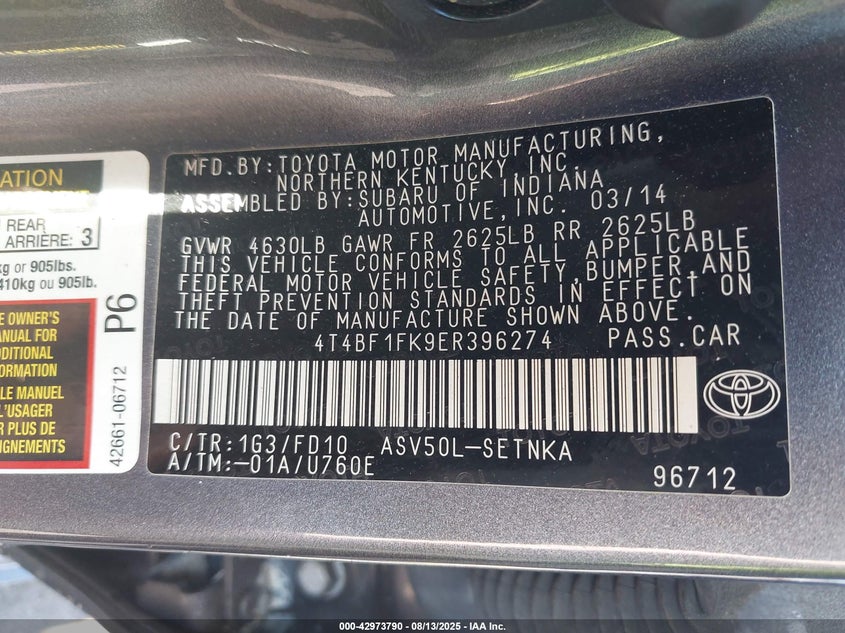 MFD.BY:TOYOTA MOTOR MANUFACTURING,
NORTHERN KENTUCKY, INC.
ASSEMBLED BY:SUBARU OF INDIANA
AUTOMOTIVE,INC. 03/14
GVWR 4630LB GAWR FR 2625LB RR 2625LB
THIS VEHICLE CONFORMS TO ALL APPLICABLE
FEDERAL MOTOR VEHICLE SAFETY,BUMPER,AND
THEFT PREVENTION STANDARDS IN EFFECT ON
THE DATE OF MANUFACTURE SHOWN ABOVE.
4T4BF1FK9ER396274 PASS.CAR
C/TR:1G3/FD10 ASV50L-SETNKA
A/TM:-01A/U760E
96712
ATION
REAR
ARRIÈRE: 3
kg or 905lbs.
410kg ou 905lb.
E OWNER'S
ANUAL FOR
DDITIONAL
FORMATION
LE MANUEL
L'USAGER
R PLUS DE
IGNEMENTS
P6
42661-06712
000-42973790 - 08/13/2025 - IAA Inc.